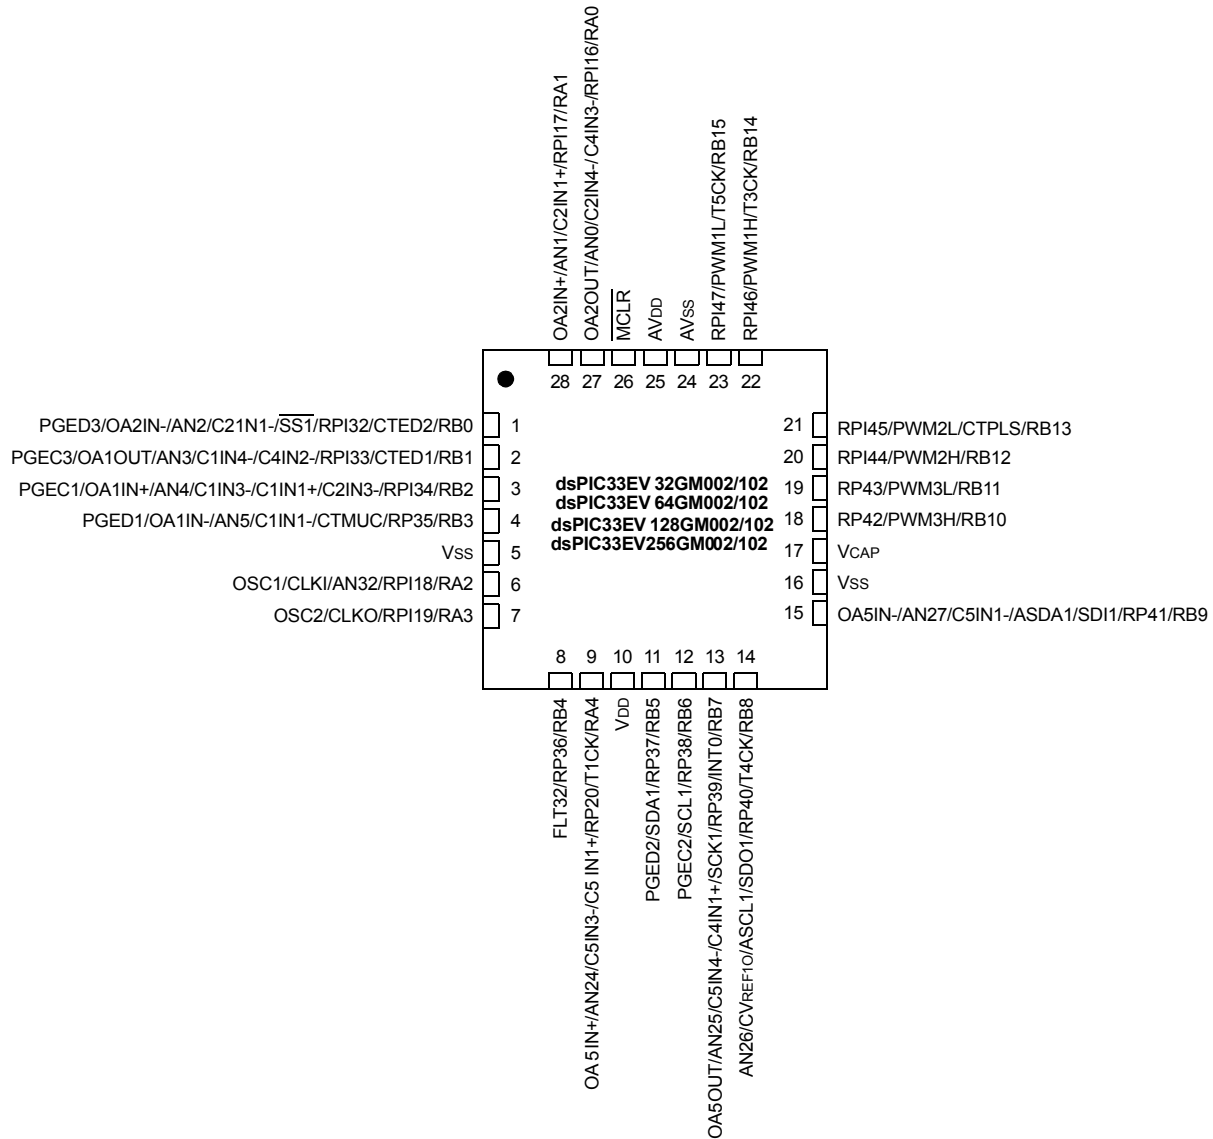 OA2IN+/AN1/C2IN1+/RPI17/RA1
OA2OUT/AN0/C2IN4-/C4IN3-/RPI16/RA0
MCLR
AVDD
AVSS
RPI47/PWM1L/T5CK/RB15
RPI46/PWM1H/T3CK/RB14
28 27 26 25 24 23 22
PGED3/OA2IN-/AN2/C21N1-/SS1/RPI32/CTED2/RB0 1
PGEC3/OA1OUT/AN3/C1IN4-/C4IN2-/RPI33/CTED1/RB1 2
PGEC1/OA1IN+/AN4/C1IN3-/C1IN1+/C2IN3-/RPI34/RB2 3
PGED1/OA1IN-/AN5/C1IN1-/CTMUC/RP35/RB3 4
VSS 5
OSC1/CLKI/AN32/RPI18/RA2 6
OSC2/CLKO/RPI19/RA3 7
dsPIC33EV 32GM002/102
dsPIC33EV 64GM002/102
dsPIC33EV 128GM002/102
dsPIC33EV256GM002/102
21 RPI45/PWM2L/CTPLS/RB13
20 RPI44/PWM2H/RB12
19 RP43/PWM3L/RB11
18 RP42/PWM3H/RB10
17 VCAP
16 VSS
15 OA5IN-/AN27/C5IN1-/ASDA1/SDI1/RP41/RB9
8 9 10 11 12 13 14
FLT32/RP36/RB4
OA5IN+/AN24/C5IN3-/C5 IN1+/RP20/T1CK/RA4
VDD
PGED2/SDA1/RP37/RB5
PGEC2/SCL1/RP38/RB6
OA5OUT/AN25/C5IN4-/C4IN1+/SCK1/RP39/INT0/RB7
AN26/CVREF1O/ASCL1/SDO1/RP40/T4CK/RB8